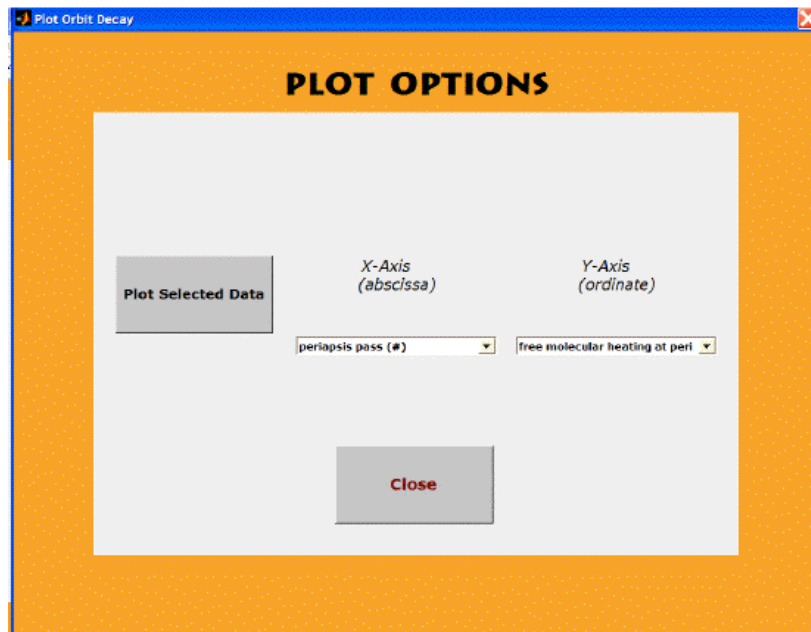 Plot Orbit Decay
PLOT OPTIONS
X-Axis
(abscissa)
Y-Axis
(ordinate)
Plot Selected Data
periapsis pass (#)
free molecular heating at peri
Close